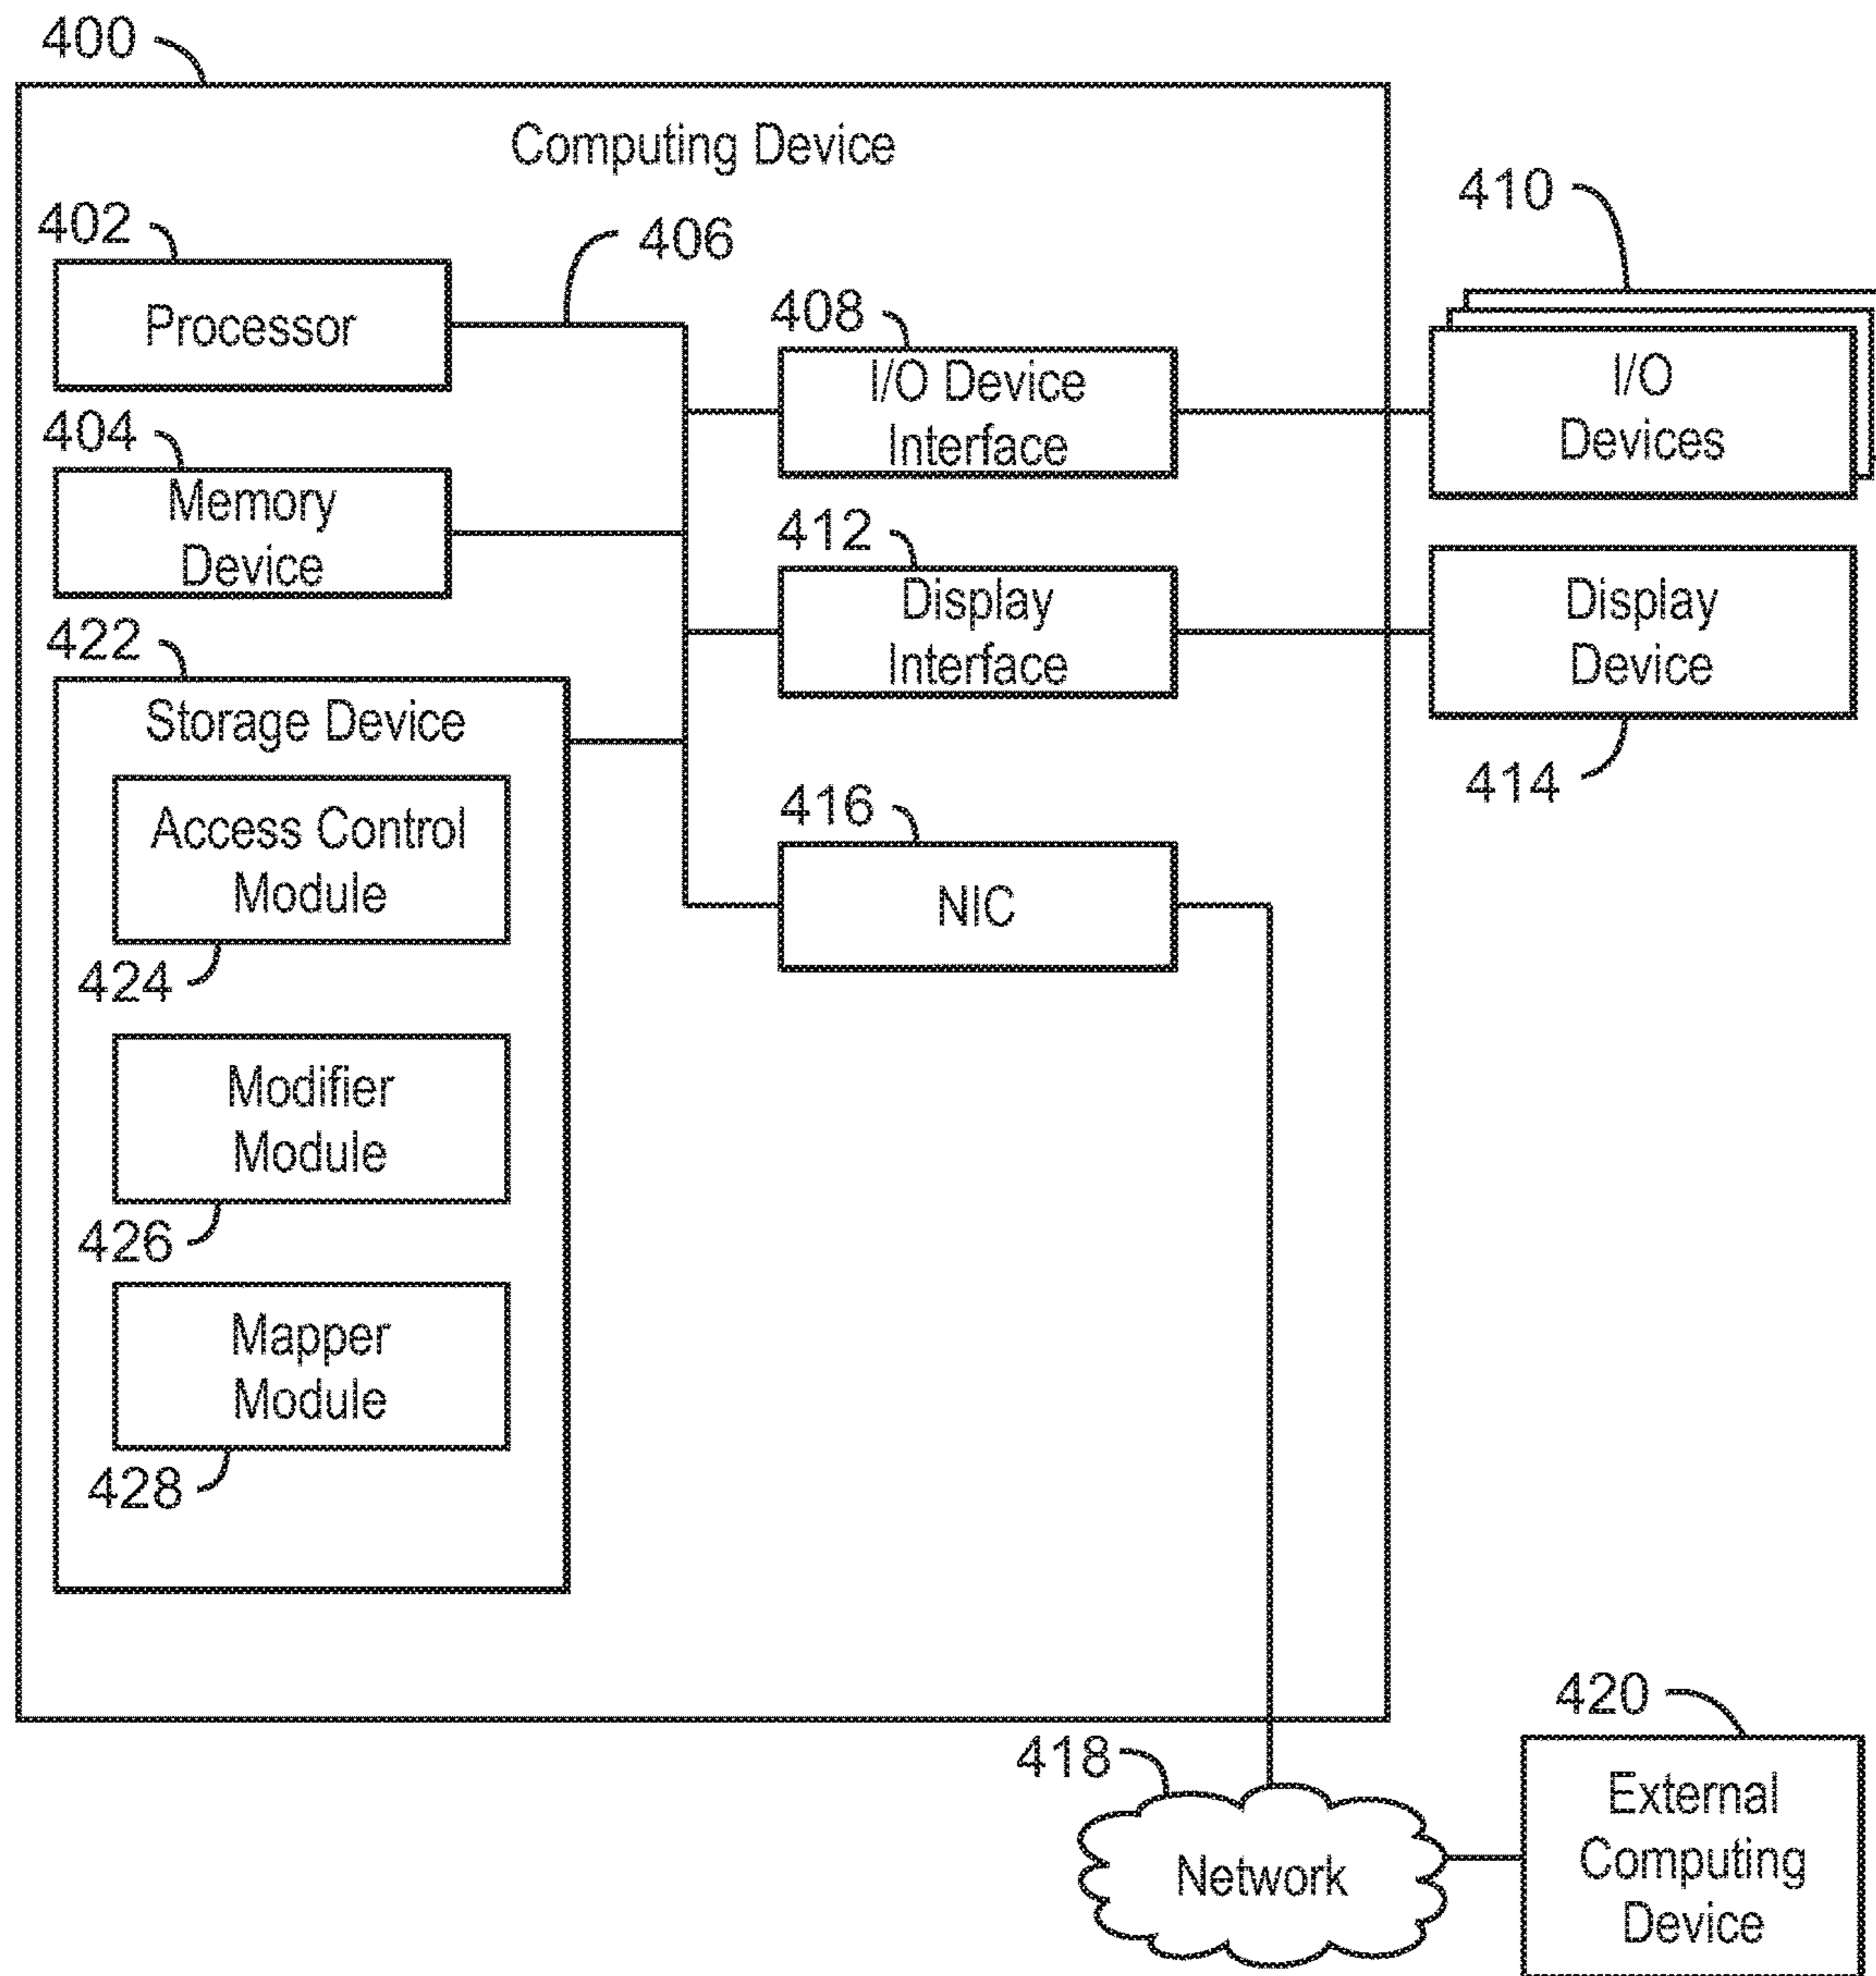 400
Computing Device
402
Processor
406
404
Memory
Device
408
I/O Device
Interface
410
I/O
Devices
412
Display
Interface
Display
Device
414
422
Storage Device
Access Control
Module
424
Modifier
Module
426
Mapper
Module
428
416
NIC
418
Network
420
External
Computing
Device